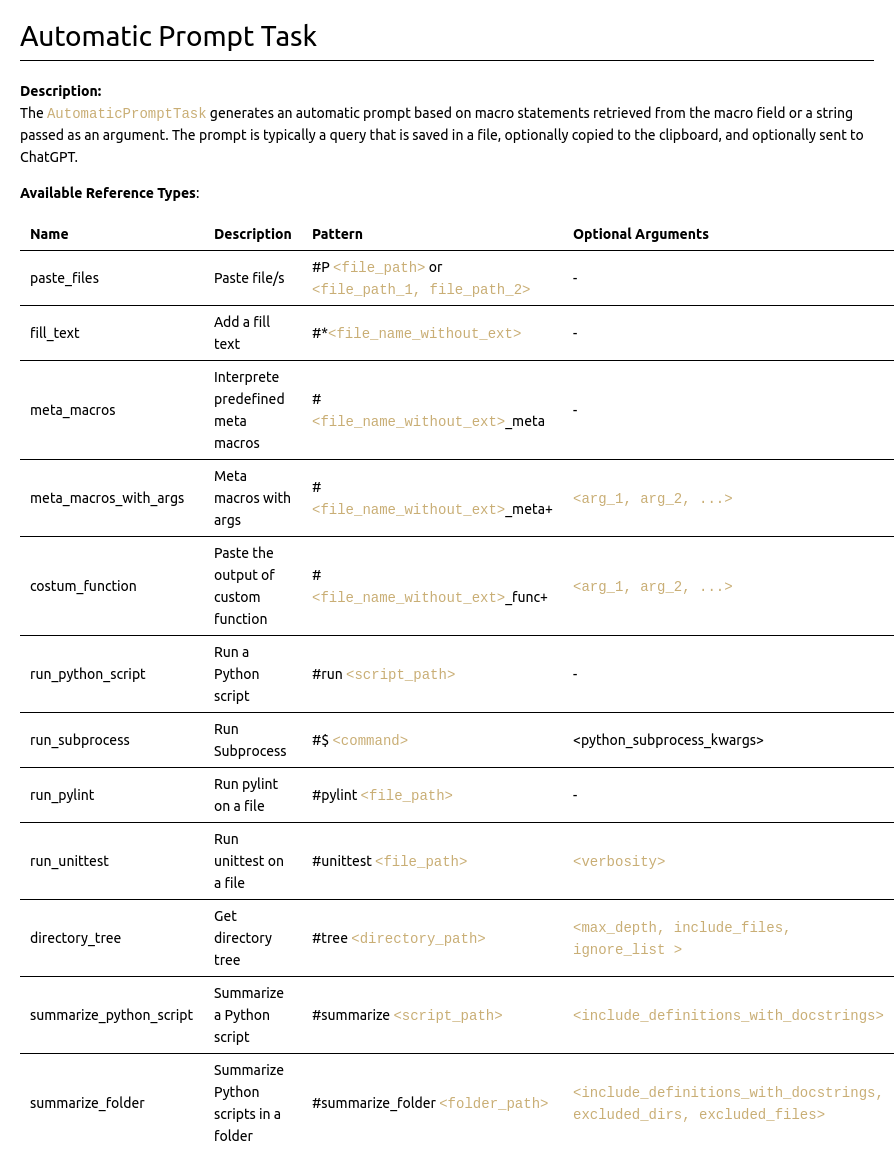 Automatic Prompt Task
Description:
The AutomaticPromptTask generates an automatic prompt based on macro statements retrieved from the macro field or a string
passed as an argument. The prompt is typically a query that is saved in a file, optionally copied to the clipboard, and optionally sent to
ChatGPT.
Available Reference Types:
Name Description Pattern Optional Arguments
paste_files Paste file/s #P <file_path> or
<file_path_1, file_path_2> -
fill_text Add a fill
text #*<file_name_without_ext> -
meta_macros Interprete
predefined
meta
macros #
<file_name_without_ext>_meta -
meta_macros_with_args Meta
macros with
args #
<file_name_without_ext>_meta+ <arg_1, arg_2, ...>
costum_function Paste the
output of
custom
function #
<file_name_without_ext>_func+ <arg_1, arg_2, ...>
run_python_script Run a
Python
script #run <script_path> -
run_subprocess Run
Subprocess #$ <command> <python_subprocess_kwargs>
run_pylint Run pylint
on a file #pylint <file_path> -
run_unittest Run
unittest on
a file #unittest <file_path> <verbosity>
directory_tree Get
directory
tree #tree <directory_path> <max_depth, include_files,
ignore_list >
summarize_python_script Summarize
a Python
script #summarize <script_path> <include_definitions_with_docstrings>
summarize_folder Summarize
Python
scripts in a
folder #summarize_folder <folder_path> <include_definitions_with_docstrings,
excluded_dirs, excluded_files>